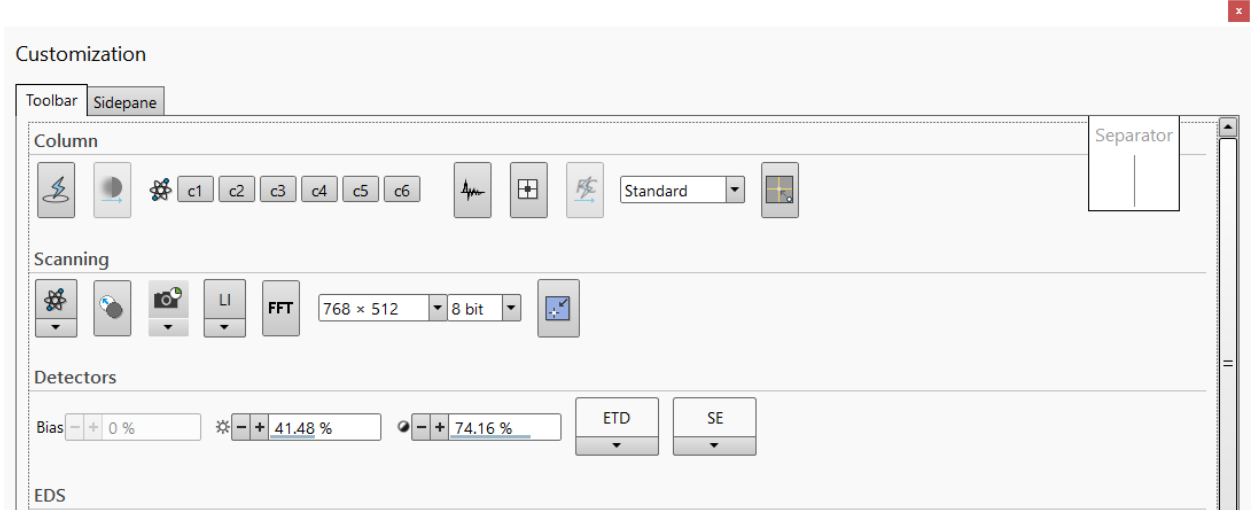 x
Customization
Toolbar Sidepane
Column
Separator
c1 c2 c3 c4 c5 c6 Standard
Scanning
LI FFT 768 × 512 8 bit
Detectors
Bias − + 0 % − + 41.48 % − + 74.16 % ETD SE
EDS